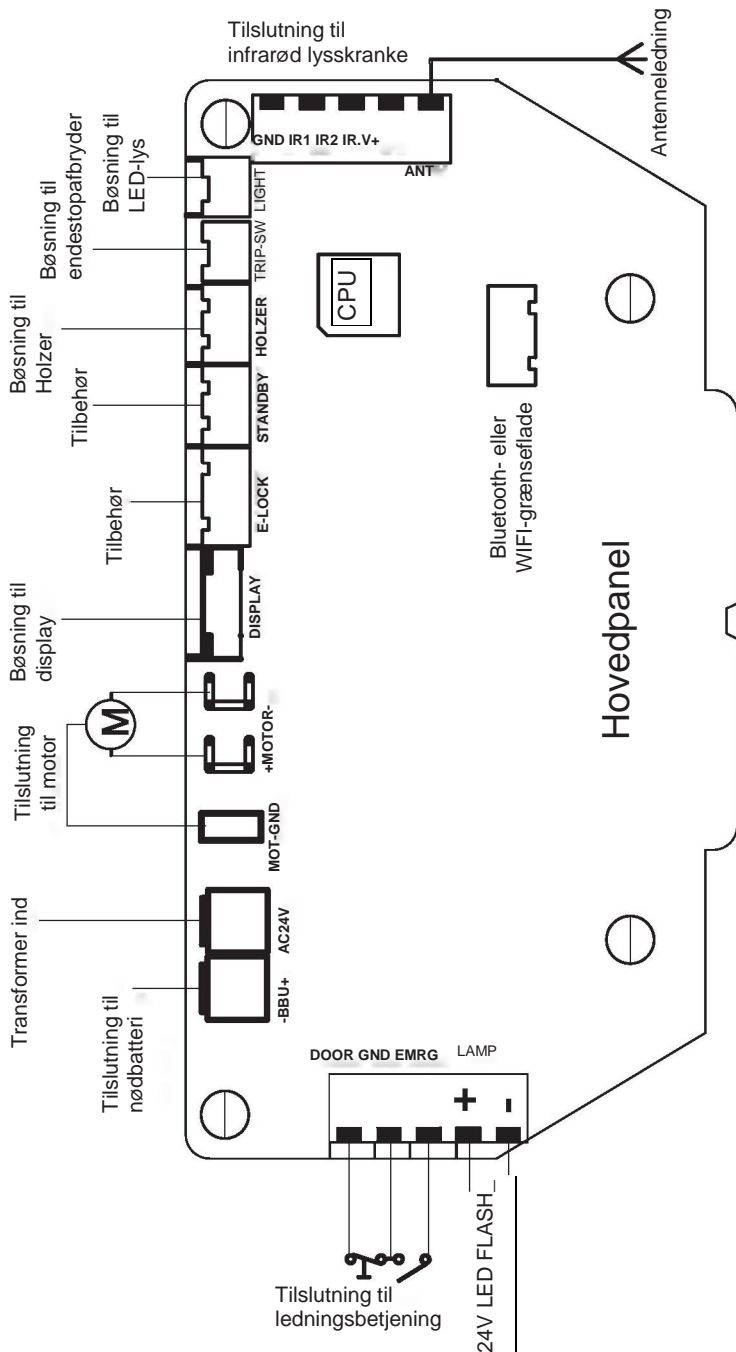 Tilslutning til
infrarød lysskranke
Antenneledning
Bøsning til
LED-lys
Bøsning til
endestopafbryder
Bøsning til
Holzer
Tilbehør
Tilbehør
Bøsning til
display
Tilslutning
til motor
Transformer ind
Tilslutning til
nødbatteri
GND IR1 IR2 IR.V+
ANT
LIGHT
TRIP-SW
HOLZER
STANDBY
E-LOCK
DISPLAY
M
+MOTOR-
MOT-GND
AC24V
-BBU+
CPU
Bluetooth- eller
WIFI-grænseflade
Hovedpanel
DOOR GND EMRG LAMP
+ -
24V LED FLASH
Tilslutning til
ledningsbetjening